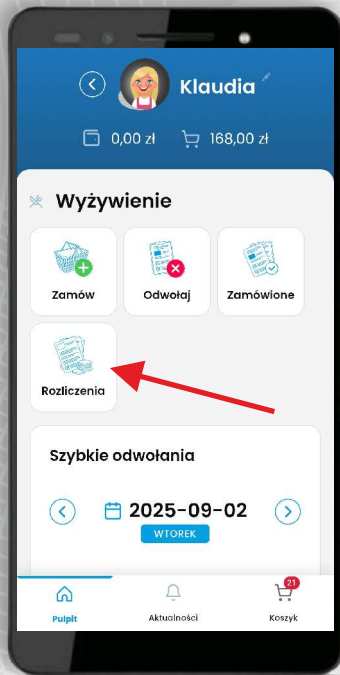 Klaudia
0,00 zł 168,00 zł
Wyżywienie
Zamów Odwołaj Zamówione
Rozliczenia
Szybkie odwołania
2025-09-02
WTOREK
21
Pulpit Aktualności Koszyk